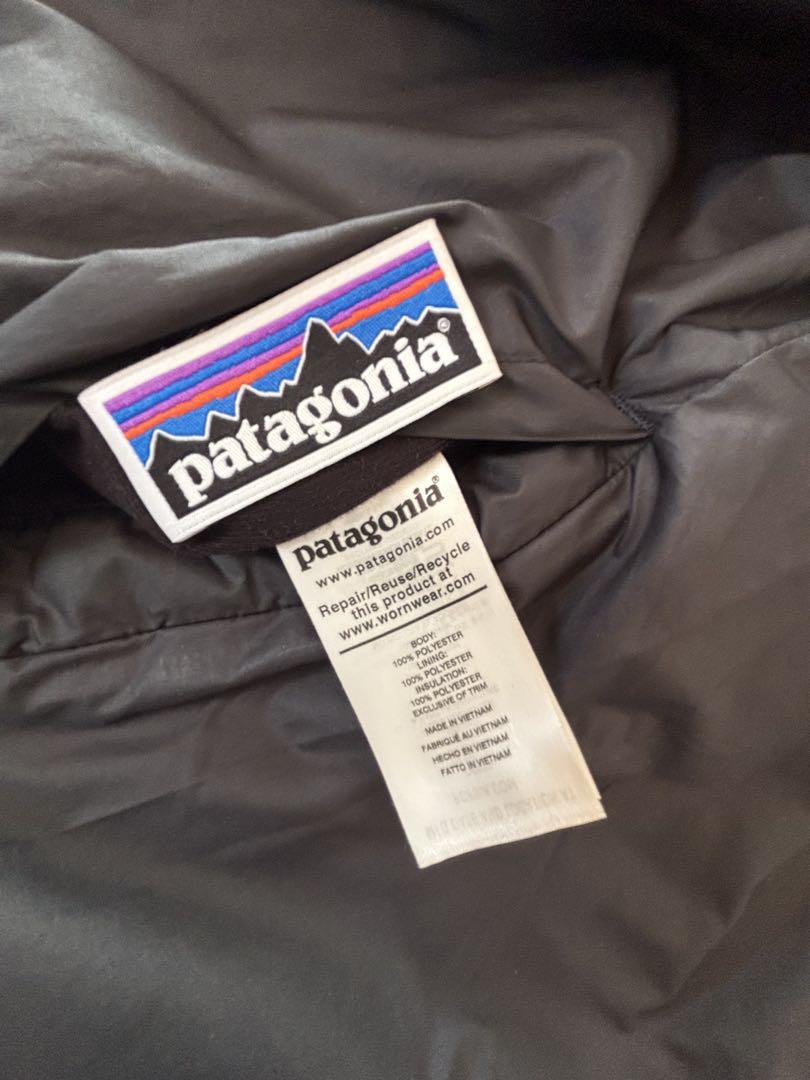 patagonia®
patagonia®
www.patagonia.com
Repair/Reuse/Recycle
this product at
www.wornwear.com
BODY:
100% POLYESTER
LINING:
100% POLYESTER
INSULATION:
100% POLYESTER
EXCLUSIVE OF TRIM
MADE IN VIETNAM
FABRIQUÉ AU VIETNAM
HECHO EN VIETNAM
FATTO IN VIETNAM